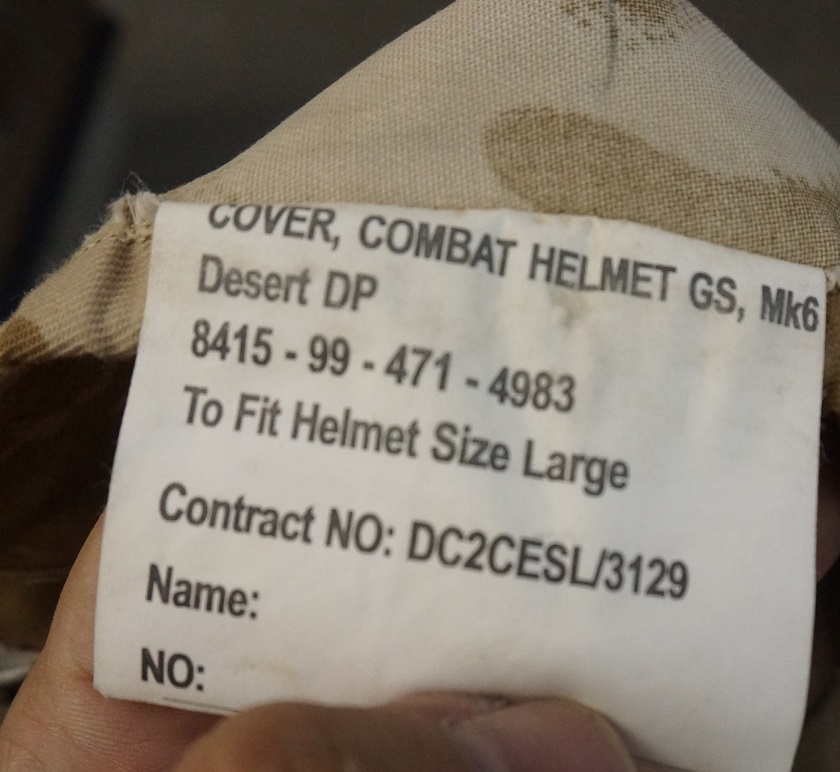 COVER, COMBAT HELMET GS, Mk6
Desert DP
8415 - 99 - 471 - 4983
To Fit Helmet Size Large
Contract NO: DC2CESL/3129
Name:
NO: